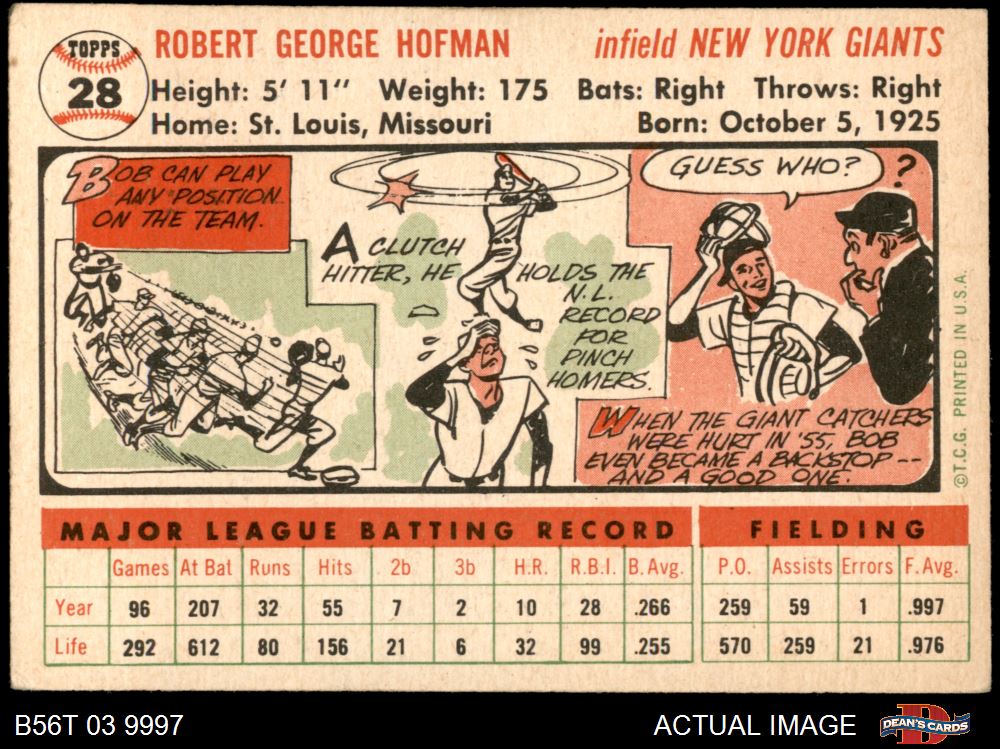 TOPPS
28
ROBERT GEORGE HOFMAN infield NEW YORK GIANTS
Height: 5' 11" Weight: 175 Bats: Right Throws: Right
Home: St. Louis, Missouri Born: October 5, 1925
BOB CAN PLAY
ANY POSITION
ON THE TEAM.
A CLUTCH
HITTER, HE HOLDS THE
N.L.
RECORD
FOR
PINCH
HOMERS.
GUESS WHO?
?
WHEN THE GIANT CATCHERS
WERE HURT IN '55, BOB
EVEN BECAME A BACKSTOP --
AND A GOOD ONE.
©T.C.G. PRINTED IN U.S.A.
MAJOR LEAGUE BATTING RECORD FIELDING
Games At Bat Runs Hits 2b 3b H.R. R.B.I. B. Avg. P.O. Assists Errors F. Avg.
Year 96 207 32 55 7 2 10 28 .266 259 59 1 .997
Life 292 612 80 156 21 6 32 99 .255 570 259 21 .976
B56T 03 9997 ACTUAL IMAGE
D
DEAN'S CARDS